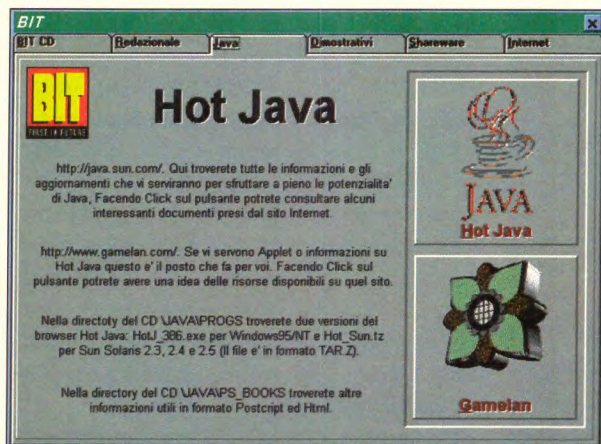 BIT
BIT CD Redazionale Java Dimostrativi Shareware Internet
BIT
FIRST IN FUTURE
Hot Java
http://java.sun.com/. Qui troverete tutte le informazioni e gli
aggiornamenti che vi serviranno per sfruttare a pieno le potenzialita'
di Java, Facendo Click sul pulsante potrete consultare alcuni
interessanti documenti presi dal sito Internet.
http://www.gamelan.com/. Se vi servono Applet o informazioni su
Hot Java questo e' il posto che fa per voi. Facendo Click sul
pulsante potrete avere una idea delle risorse disponibili su quel sito.
Nella directoty del CD \JAVA\PROGS troverete due versioni del
browser Hot Java: HotJ_386.exe per Windows95/NT e Hot_Sun.tz
per Sun Solaris 2.3, 2.4 e 2.5 (Il file e' in formato TAR.Z).
Nella directory del CD \JAVA\PS_BOOKS troverete altre
informazioni utili in formato Postcript ed Html.
JAVA
Hot Java
Gamelan